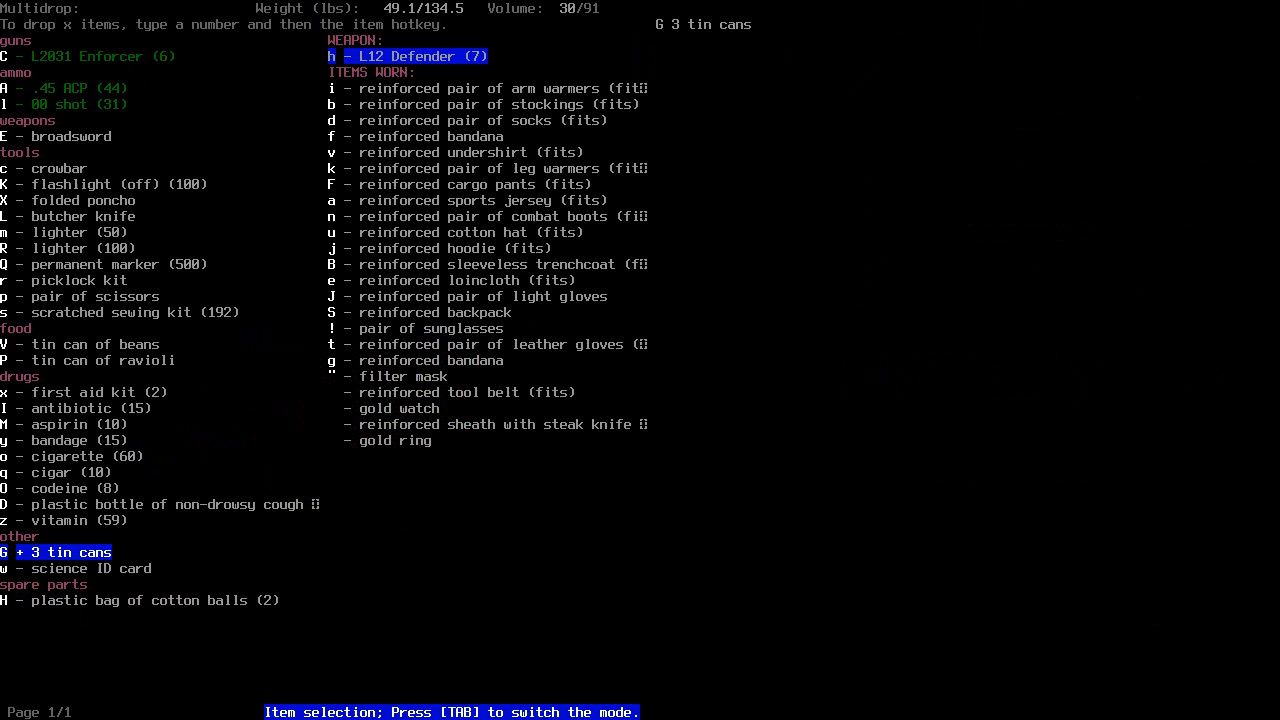 Multidrop: Weight (lbs): 49.1/134.5 Volume: 30/91
To drop x items, type a number and then the item hotkey. G 3 tin cans
guns
C - L2031 Enforcer (6)
ammo
A - .45 ACP (44)
l - 00 shot (31)
weapons
E - broadsword
tools
c - crowbar
K - flashlight (off) (100)
X - folded poncho
L - butcher knife
m - lighter (50)
R - lighter (100)
Q - permanent marker (500)
r - picklock kit
p - pair of scissors
s - scratched sewing kit (192)
food
V - tin can of beans
P - tin can of ravioli
drugs
x - first aid kit (2)
I - antibiotic (15)
M - aspirin (10)
y - bandage (15)
o - cigarette (60)
q - cigar (10)
O - codeine (8)
D - plastic bottle of non-drowsy cough
z - vitamin (59)
other
G + 3 tin cans
w - science ID card
spare parts
H - plastic bag of cotton balls (2)
WEAPON:
h - L12 Defender (7)
ITEMS WORN:
i - reinforced pair of arm warmers (fit
b - reinforced pair of stockings (fits)
d - reinforced pair of socks (fits)
f - reinforced bandana
v - reinforced undershirt (fits)
k - reinforced pair of leg warmers (fit
F - reinforced cargo pants (fits)
a - reinforced sports jersey (fits)
n - reinforced pair of combat boots (fi
u - reinforced cotton hat (fits)
j - reinforced hoodie (fits)
B - reinforced sleeveless trenchcoat (f
e - reinforced loincloth (fits)
J - reinforced pair of light gloves
S - reinforced backpack
! - pair of sunglasses
t - reinforced pair of leather gloves (
g - reinforced bandana
" - filter mask
- reinforced tool belt (fits)
- gold watch
- reinforced sheath with steak knife
- gold ring
Page 1/1 Item selection; Press [TAB] to switch the mode.